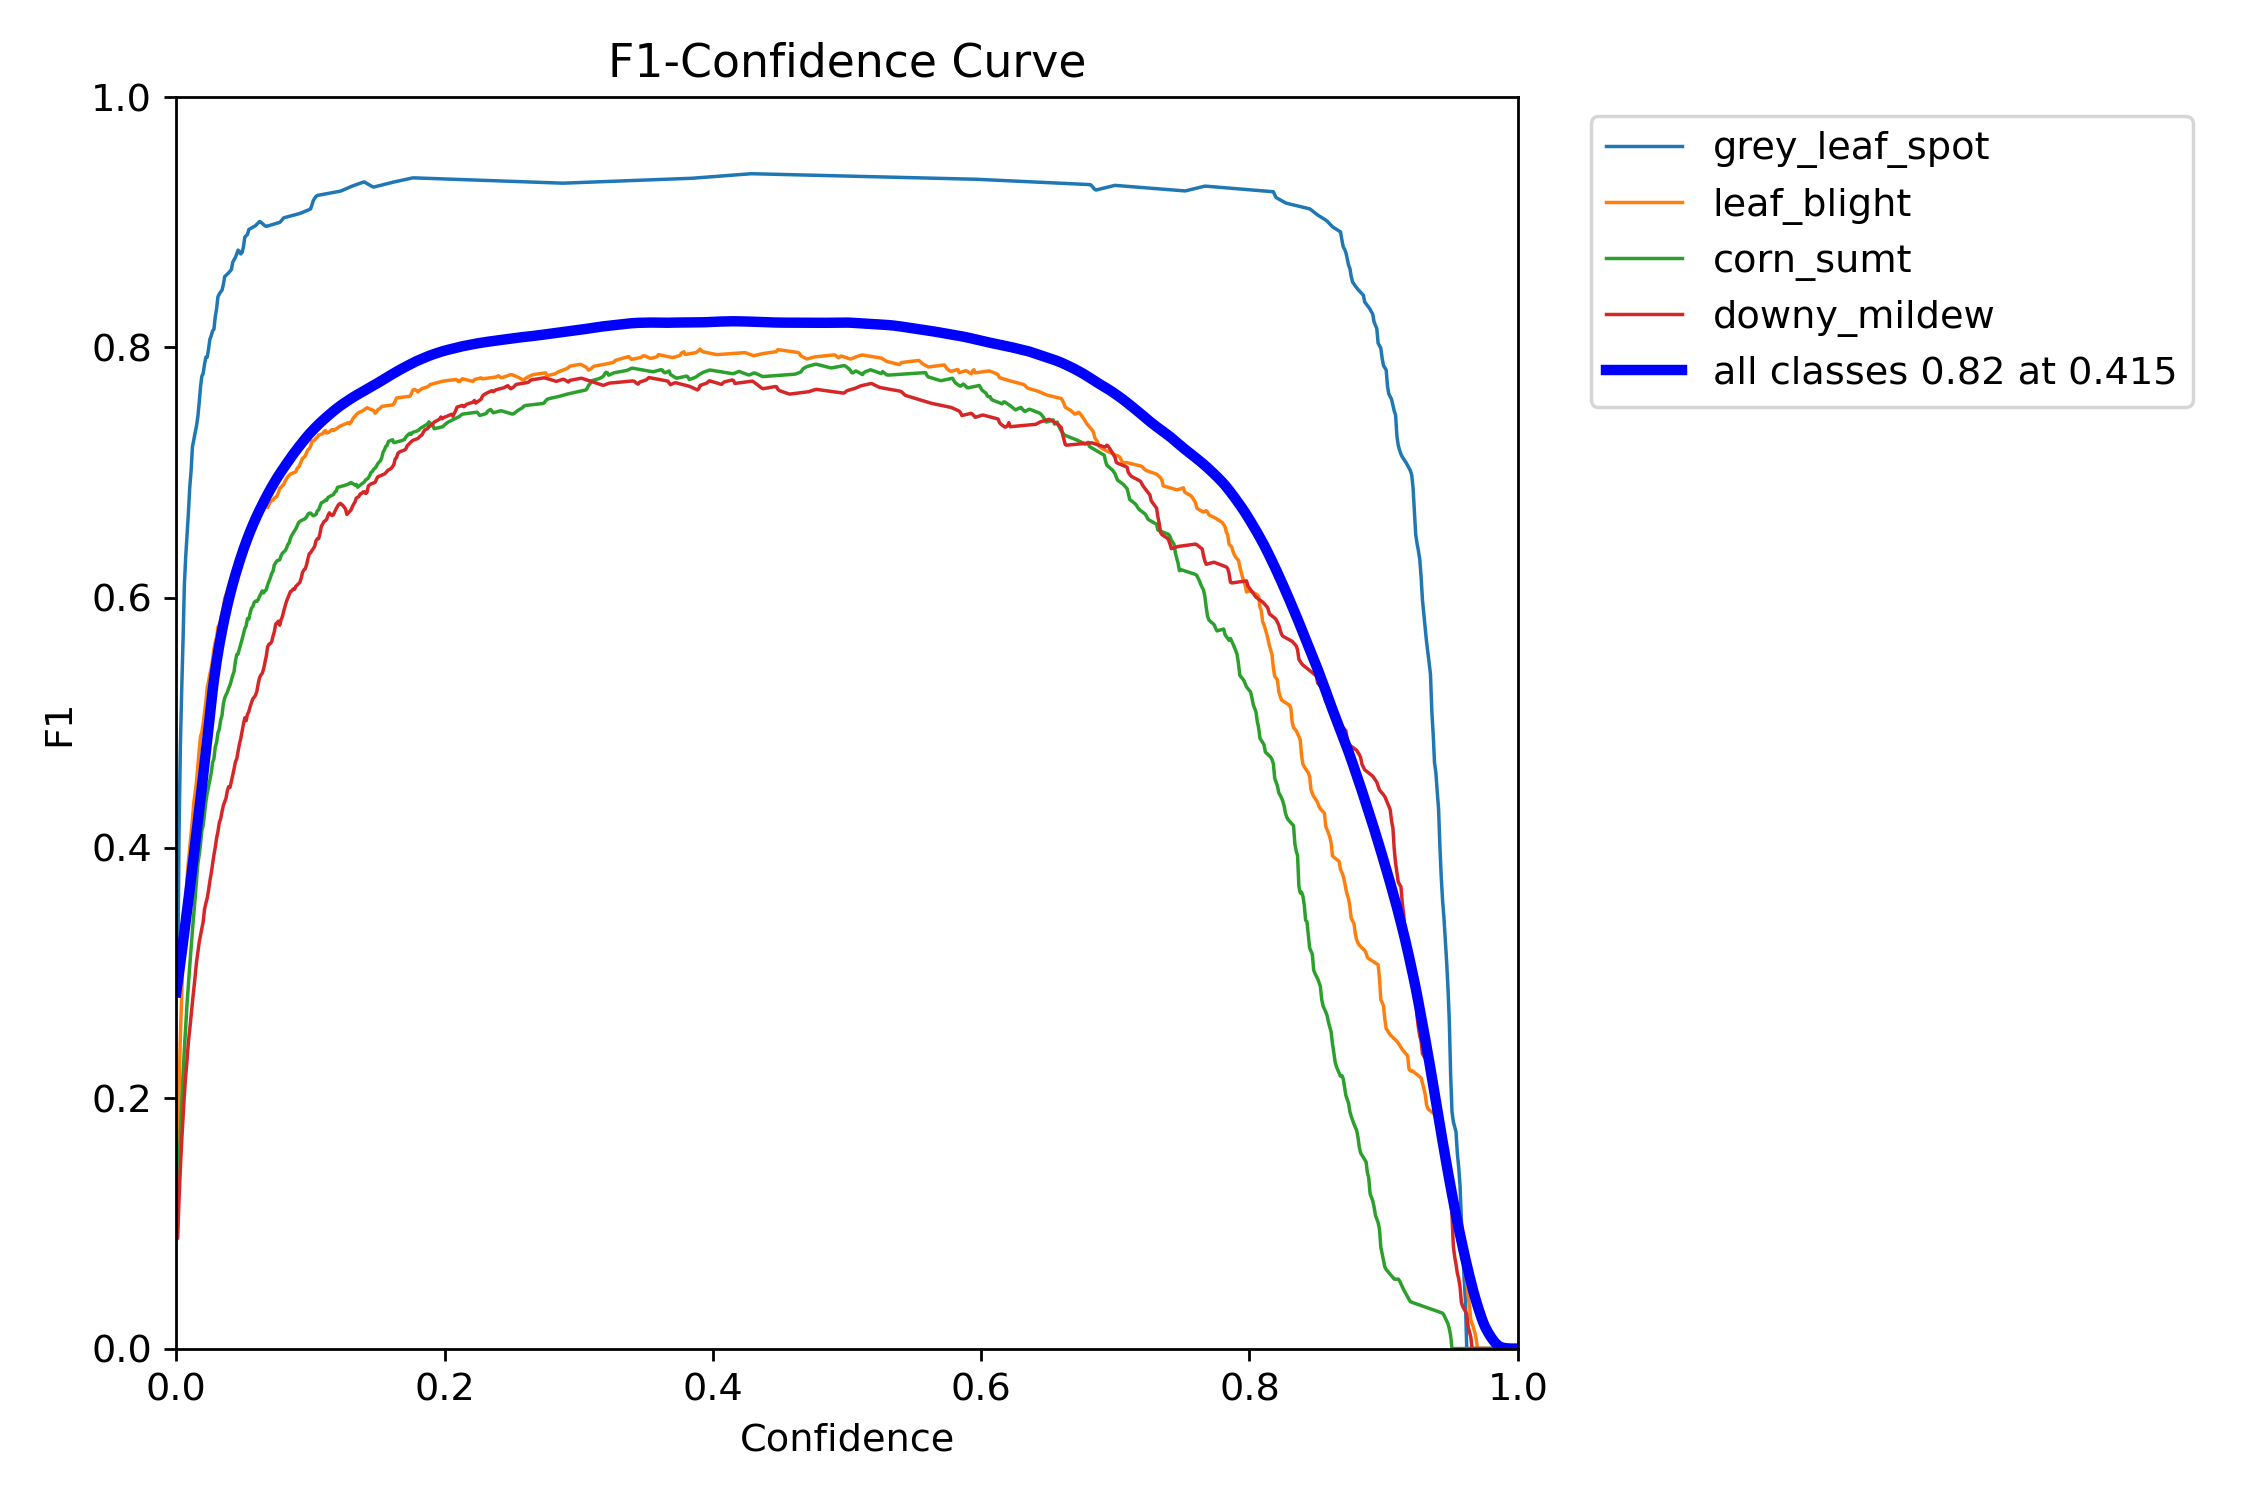 F1-Confidence Curve
1.0
0.8
0.6
0.4
0.2
0.0
F1
0.0 0.2 0.4 0.6 0.8 1.0
Confidence
grey_leaf_spot
leaf_blight
corn_sumt
downy_mildew
all classes 0.82 at 0.415